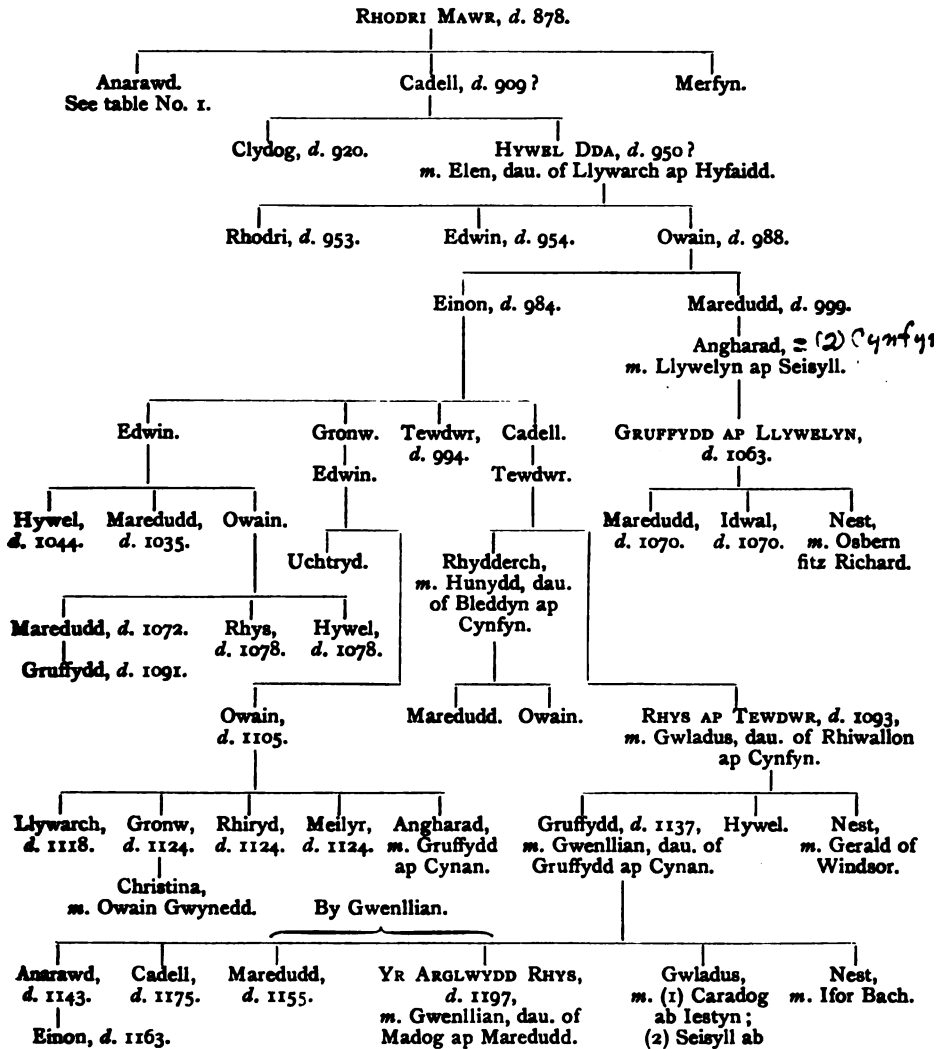 RHODRI MAWR, d. 878.
Anarawd. Cadell, d. 909 ? Merfyn.
See table No. 1.
Clydog, d. 920. HYWEL DDA, d. 950 ?
m. Elen, dau. of Llywarch ap Hyfaidd.
Rhodri, d. 953. Edwin, d. 954. Owain, d. 988.
Einon, d. 984. Maredudd, d. 999.
Angharad, = (2) Cynfyn
m. Llywelyn ap Seisyll.
Edwin. Gronw. Tewdwr, Cadell. GRUFFYDD AP LLYWELYN,
d. 994. d. 1063.
Edwin. Tewdwr.
Hywel, Maredudd, Owain. Maredudd, Idwal, Nest,
d. 1044. d. 1035. d. 1070. d. 1070. m. Osbern
fitz Richard.
Uchtryd. Rhydderch,
m. Hunydd, dau.
of Bleddyn ap
Cynfyn.
Maredudd, d. 1072. Rhys, Hywel,
d. 1078. d. 1078.
Gruffydd, d. 1091.
Owain, Maredudd. Owain. RHYS AP TEWDWR, d. 1093,
d. 1105. m. Gwladus, dau. of Rhiwallon
ap Cynfyn.
Llywarch, Gronw, Rhiryd, Meilyr, Angharad, Gruffydd, d. 1137, Hywel. Nest,
d. 1118. d. 1124. d. 1124. d. 1124. m. Gruffydd m. Gwenllian, dau. of m. Gerald of
ap Cynan. Gruffydd ap Cynan. Windsor.
Christina,
m. Owain Gwynedd. By Gwenllian.
Anarawd, Cadell, Maredudd, YR ARGLWYDD RHYS, Gwladus, Nest,
d. 1143. d. 1175. d. 1155. d. 1197, m. (1) Caradog m. Ifor Bach.
m. Gwenllian, dau. of ab Iestyn ;
Einon, d. 1163. Madog ap Maredudd. (2) Seisyll ab